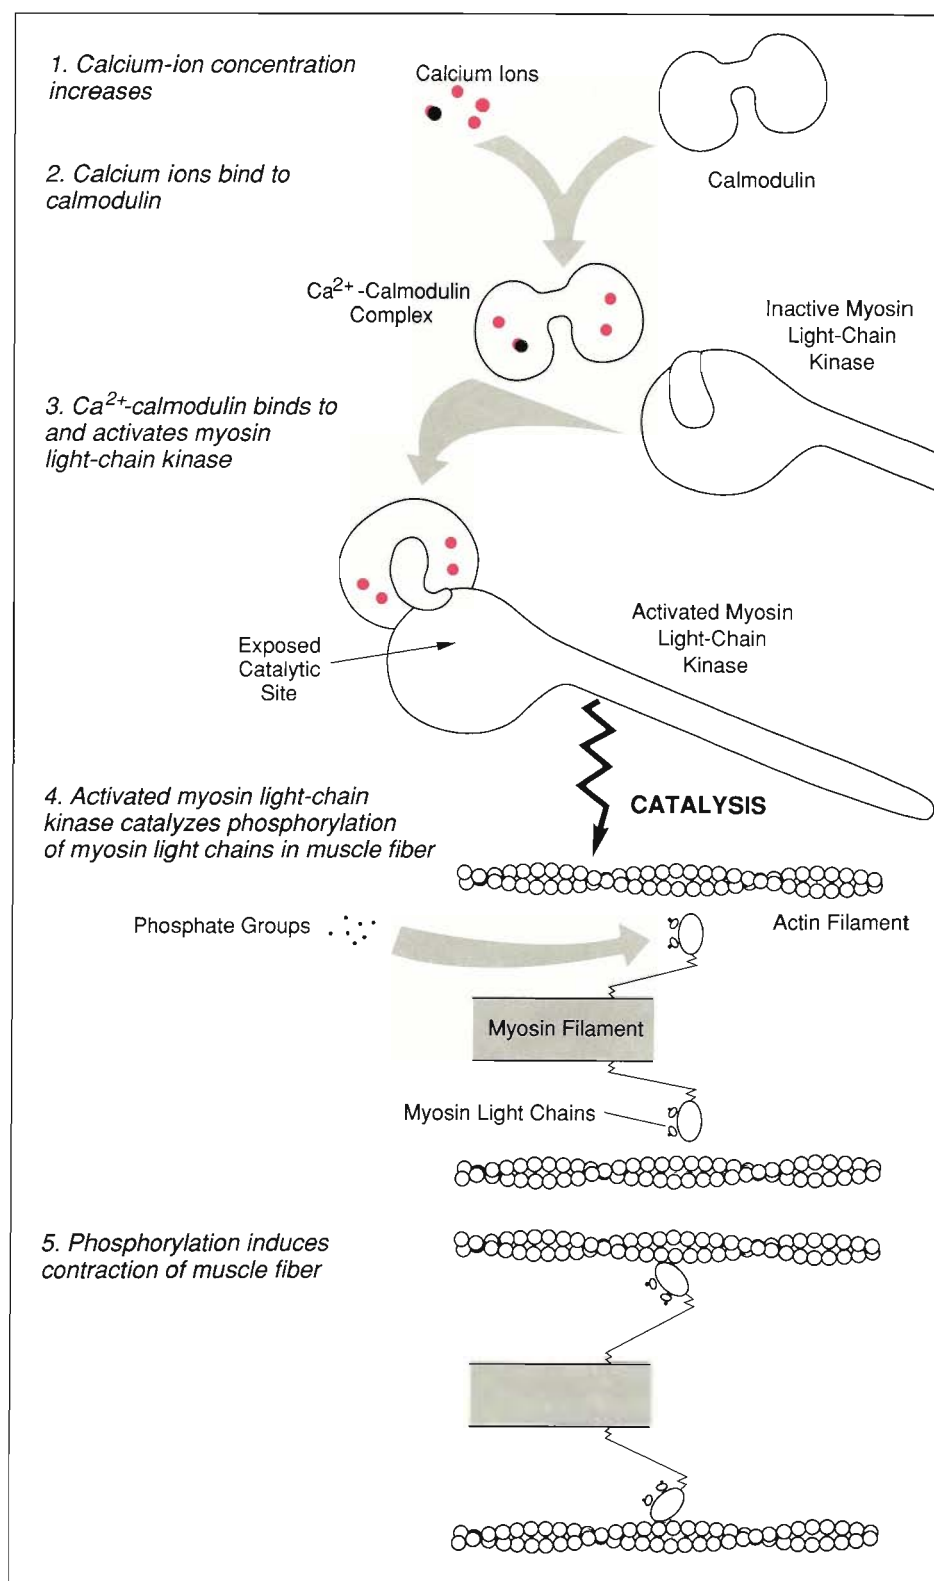 1. Calcium-ion concentration
increases
Calcium Ions
Calmodulin
2. Calcium ions bind to
calmodulin
Ca2+-Calmodulin
Complex
Inactive Myosin
Light-Chain
Kinase
3. Ca2+-calmodulin binds to
and activates myosin
light-chain kinase
Activated Myosin
Light-Chain
Kinase
Exposed
Catalytic
Site
4. Activated myosin light-chain
kinase catalyzes phosphorylation
of myosin light chains in muscle fiber
CATALYSIS
Phosphate Groups
Actin Filament
Myosin Filament
Myosin Light Chains
5. Phosphorylation induces
contraction of muscle fiber